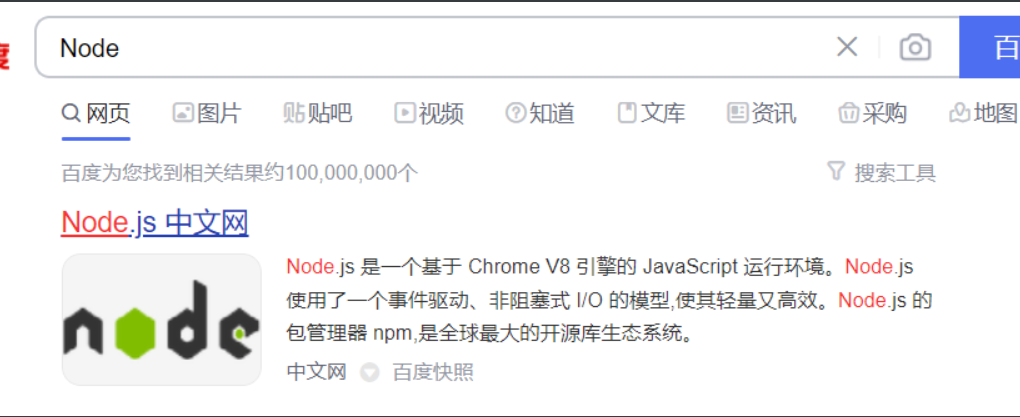 度
Node
百
网页 图片 贴吧 视频 知道 文库 资讯 采购 地图
百度为您找到相关结果约100,000,000个 搜索工具
Node.js 中文网
node
Node.js 是一个基于 Chrome V8 引擎的 JavaScript 运行环境。Node.js
使用了一个事件驱动、非阻塞式 I/O 的模型,使其轻量又高效。Node.js 的
包管理器 npm,是全球最大的开源库生态系统。
中文网 百度快照